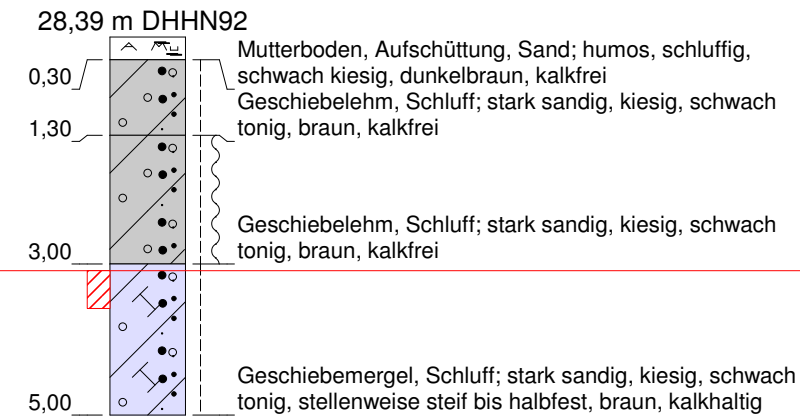 28,39 m DHHN92
A Mu
Mutterboden, Aufschüttung, Sand; humos, schluffig,
0,30
schwach kiesig, dunkelbraun, kalkfrei
Geschiebelehm, Schluff; stark sandig, kiesig, schwach
1,30
tonig, braun, kalkfrei
Geschiebelehm, Schluff; stark sandig, kiesig, schwach
3,00
tonig, braun, kalkfrei
Geschiebemergel, Schluff; stark sandig, kiesig, schwach
5,00
tonig, stellenweise steif bis halbfest, braun, kalkhaltig